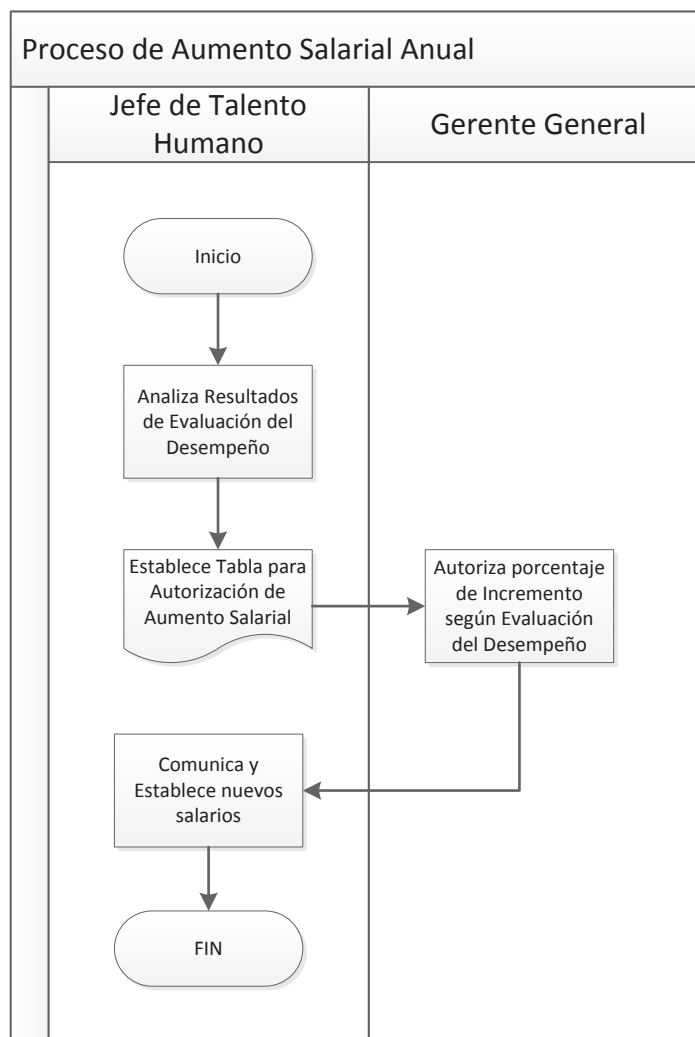 Proceso de Aumento Salarial Anual
Jefe de Talento
Humano
Gerente General
Inicio
Analiza Resultados
de Evaluación del
Desempeño
Establece Tabla para
Autorización de
Aumento Salarial
Autoriza porcentaje
de Incremento
según Evaluación
del Desempeño
Comunica y
Establece nuevos
salarios
FIN